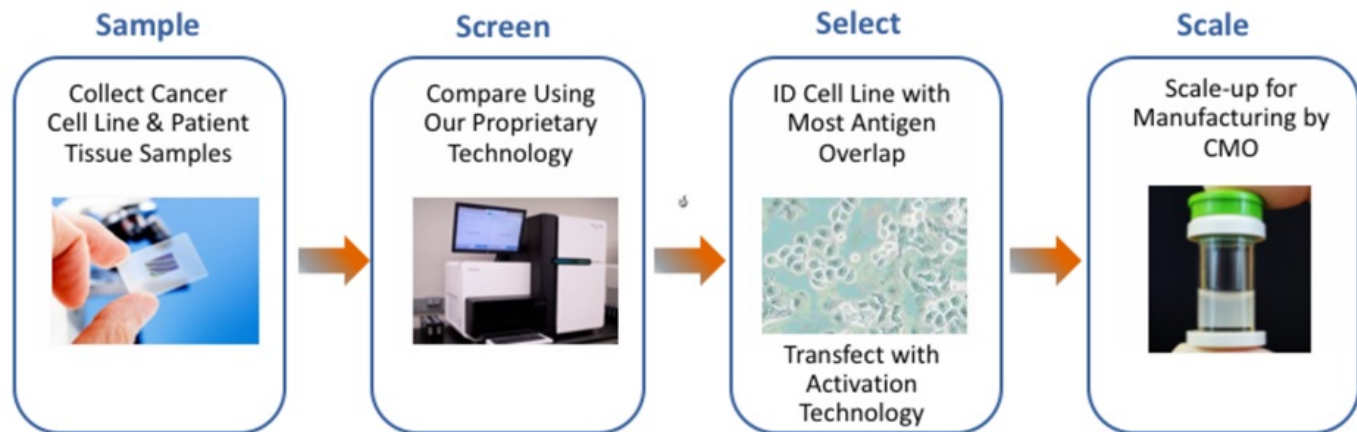 Sample
Collect Cancer
Cell Line & Patient
Tissue Samples
Screen
Compare Using
Our Proprietary
Technology
Select
ID Cell Line with
Most Antigen
Overlap
Transfect with
Activation
Technology
Scale
Scale-up for
Manufacturing by
CMO